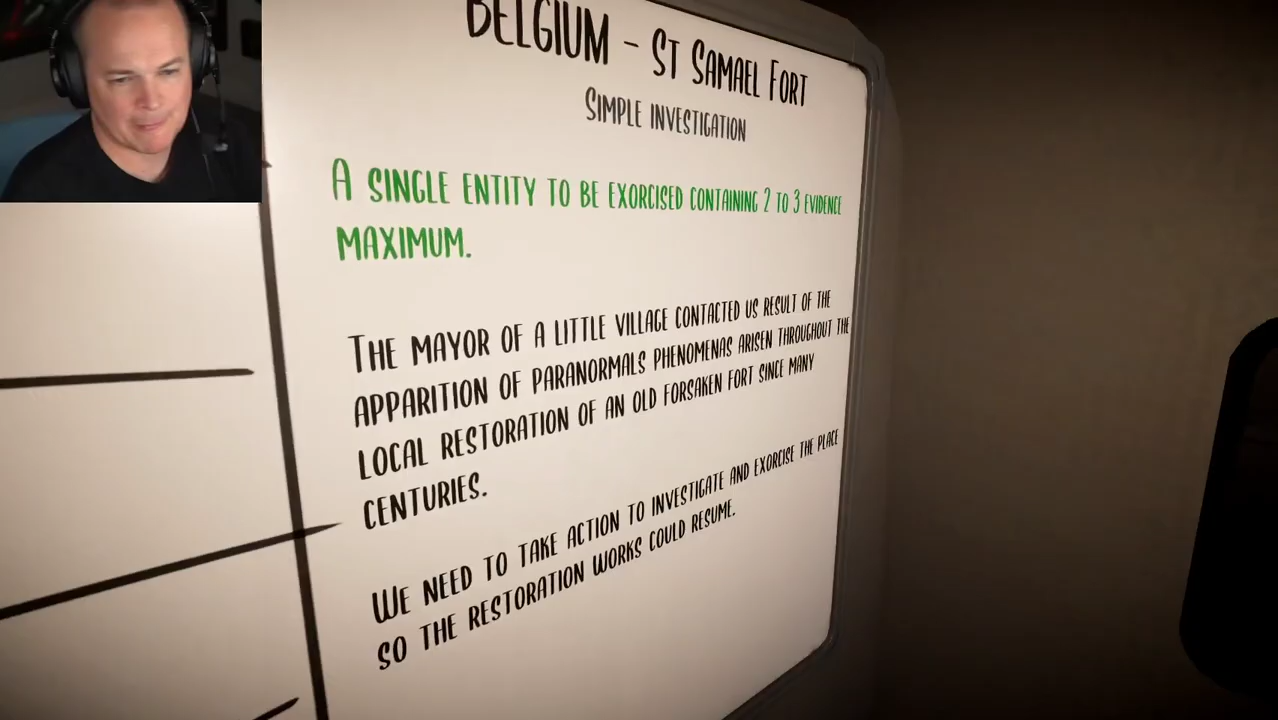 BELGIUM - ST SAMAEL FORT
SIMPLE INVESTIGATION
A SINGLE ENTITY TO BE EXORCISED CONTAINING 2 TO 3 EVIDENCE
MAXIMUM.
THE MAYOR OF A LITTLE VILLAGE CONTACTED US RESULT OF THE
APPARITION OF PARANORMALS PHENOMENAS ARISEN THROUGHOUT THE
LOCAL RESTORATION OF AN OLD FORSAKEN FORT SINCE MANY
CENTURIES.
WE NEED TO TAKE ACTION TO INVESTIGATE AND EXORCISE THE PLACE
SO THE RESTORATION WORKS COULD RESUME.